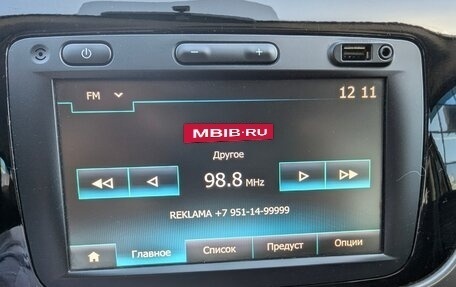 FM
12 11
MBIB.RU
Другое
98.8 MHz
REKLAMA +7 951-14-99999
Главное Список Предуст Опции